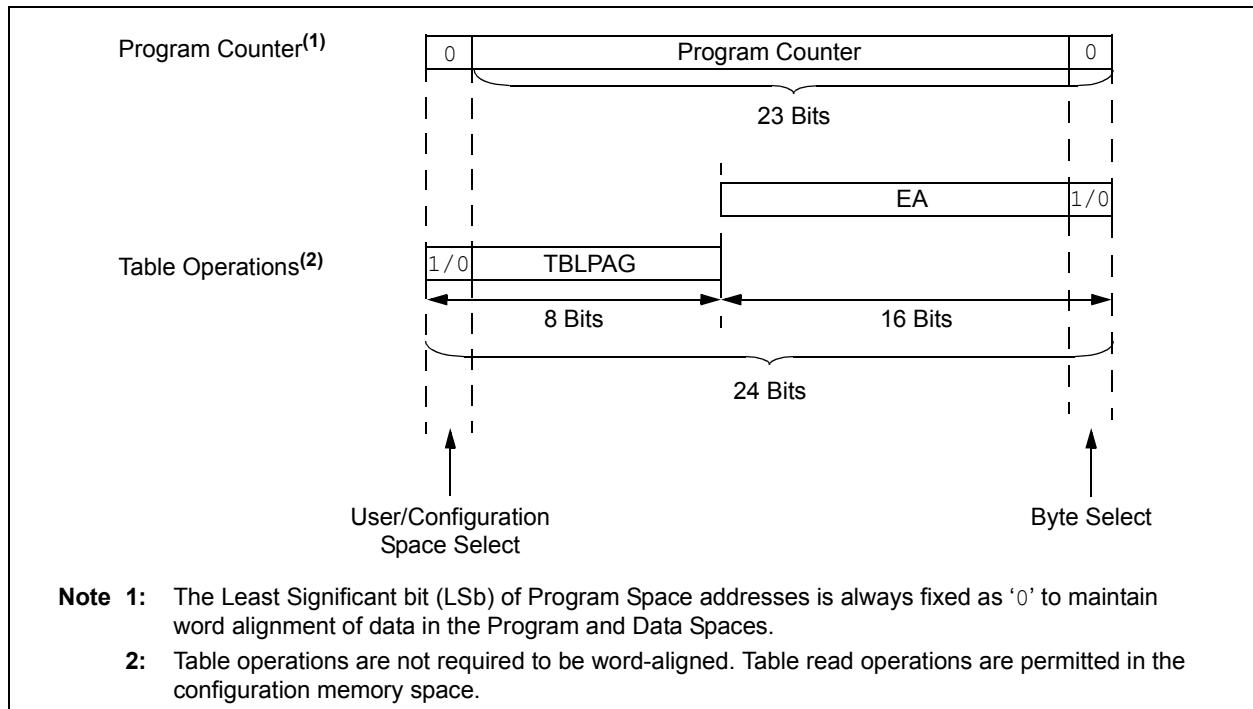 Program Counter(1)
0
Program Counter
0
23 Bits
EA
1/0
Table Operations(2)
1/0
TBLPAG
8 Bits
16 Bits
24 Bits
User/Configuration
Space Select
Byte Select
Note 1: The Least Significant bit (LSb) of Program Space addresses is always fixed as ‘0’ to maintain
word alignment of data in the Program and Data Spaces.
2: Table operations are not required to be word-aligned. Table read operations are permitted in the
configuration memory space.